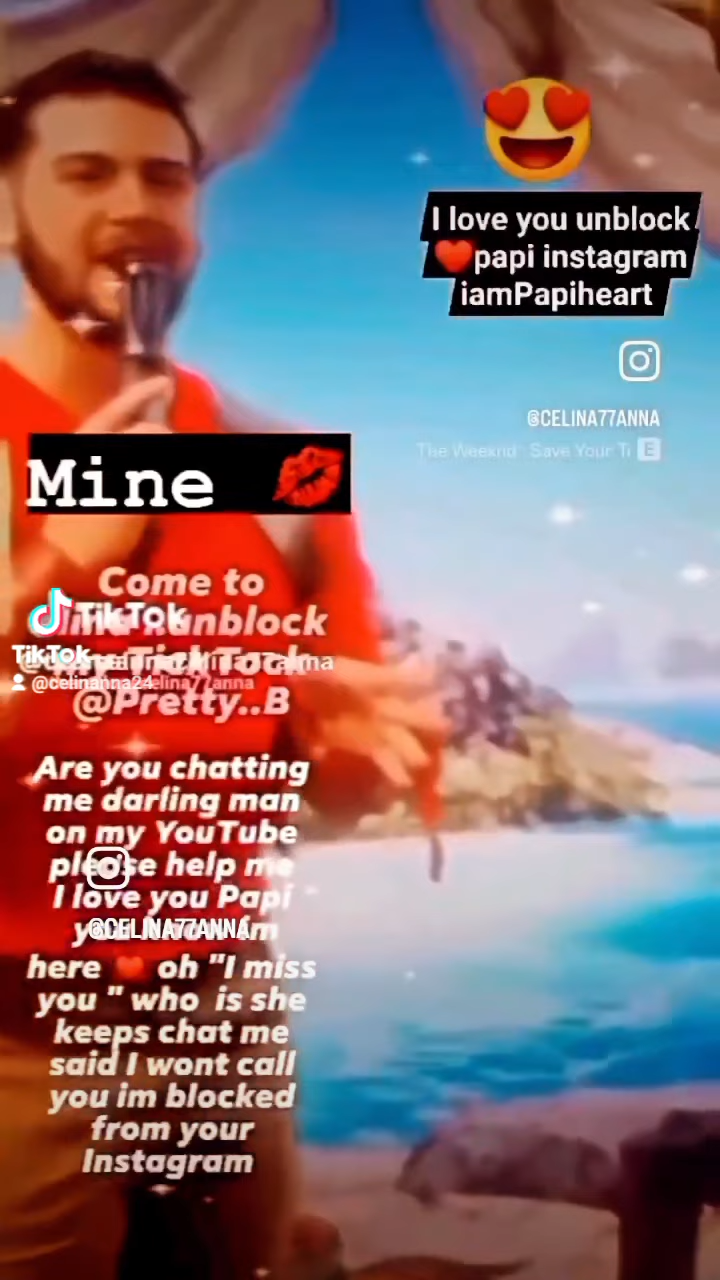 I love you unblock
papi instagram
iamPapiheart
@CELINA77ANNA
The Weeknd· Save Your Ti E
Mine
Come to
unblock
TikTok
TikTok
@Pretty..B
@celinanna24
Are you chatting
me darling man
on my YouTube
please help me
I love you Papi
@CELINA77ANNA
here oh "I miss
you " who is she
keeps chat me
said I wont call
you im blocked
from your
Instagram